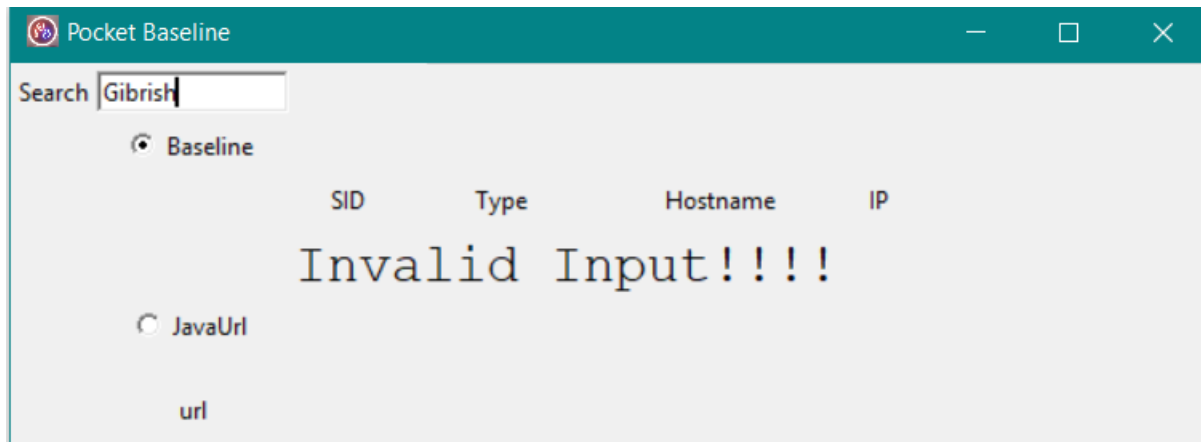 Pocket Baseline
Search Gibrish
Baseline
SID Type Hostname IP
Invalid Input!!!!
JavaUrl
url